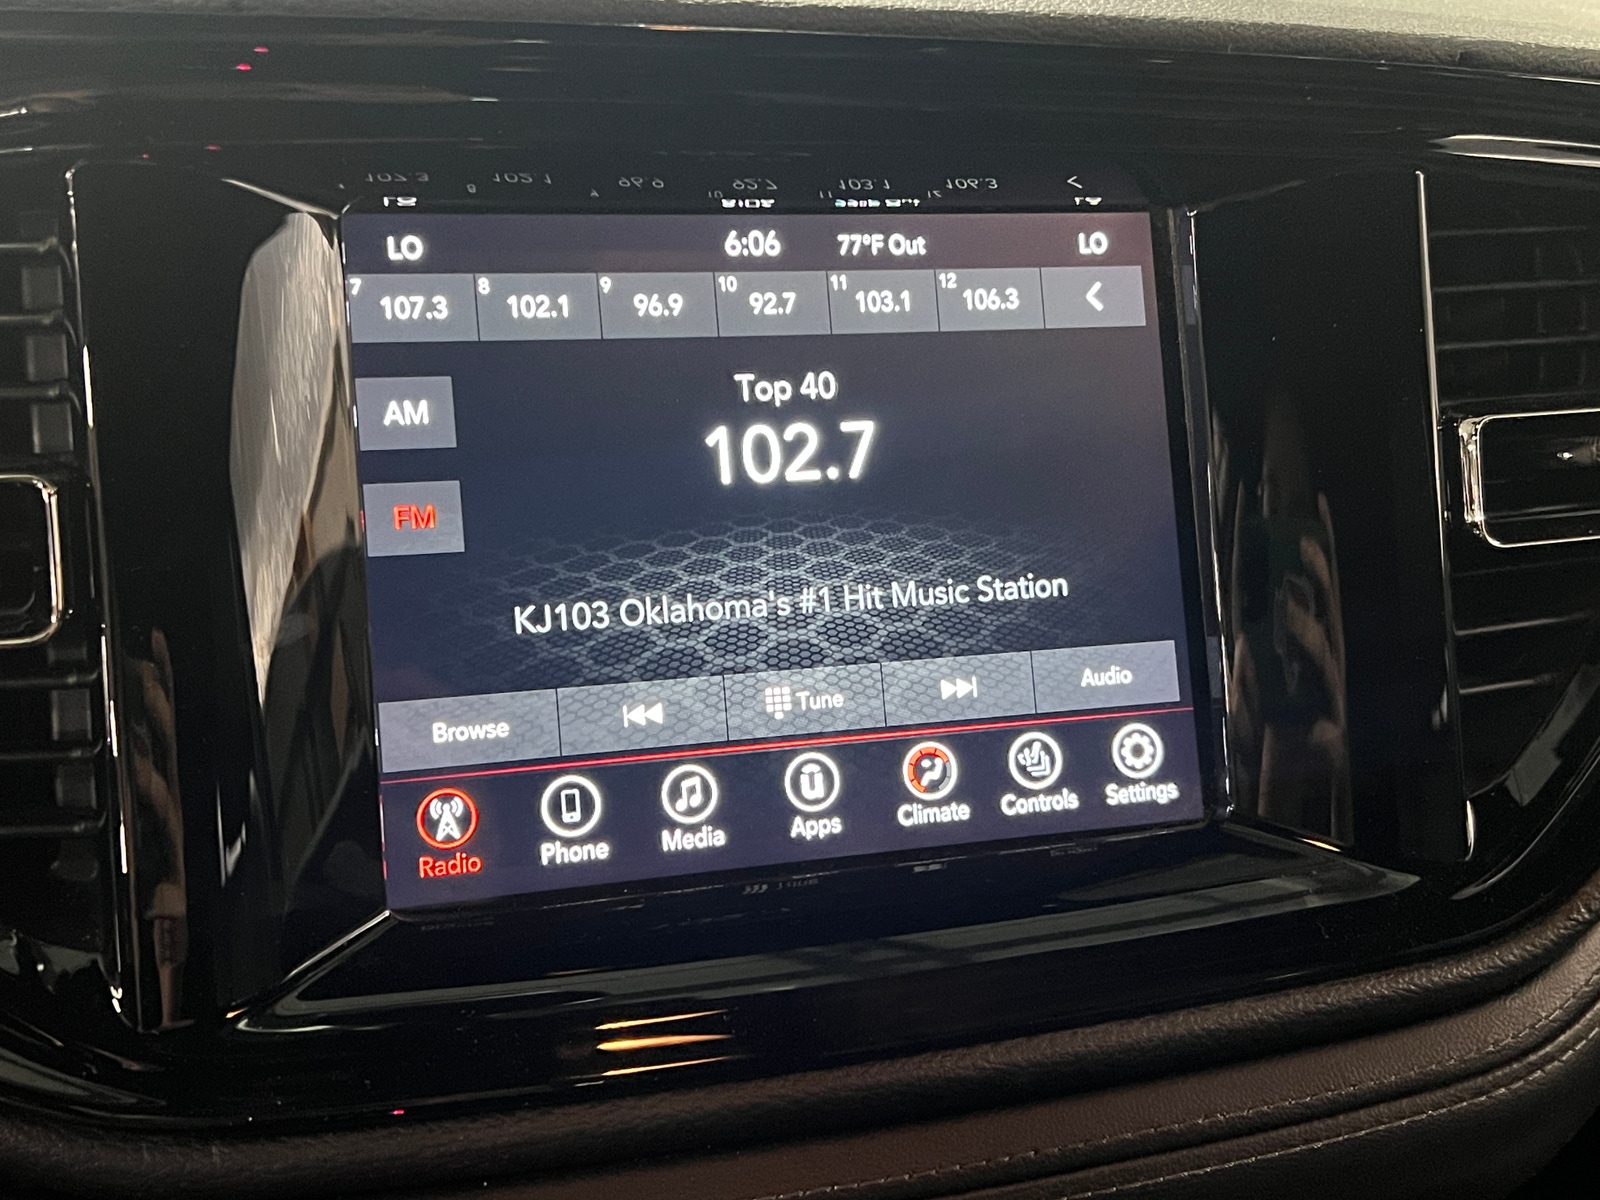 LO 6:06 77°F Out LO
7 107.3 8 102.1 9 96.9 10 92.7 11 103.1 12 106.3
AM
Top 40
102.7
FM
KJ103 Oklahoma's #1 Hit Music Station
Browse Tune Audio
Radio Phone Media Apps Climate Controls Settings